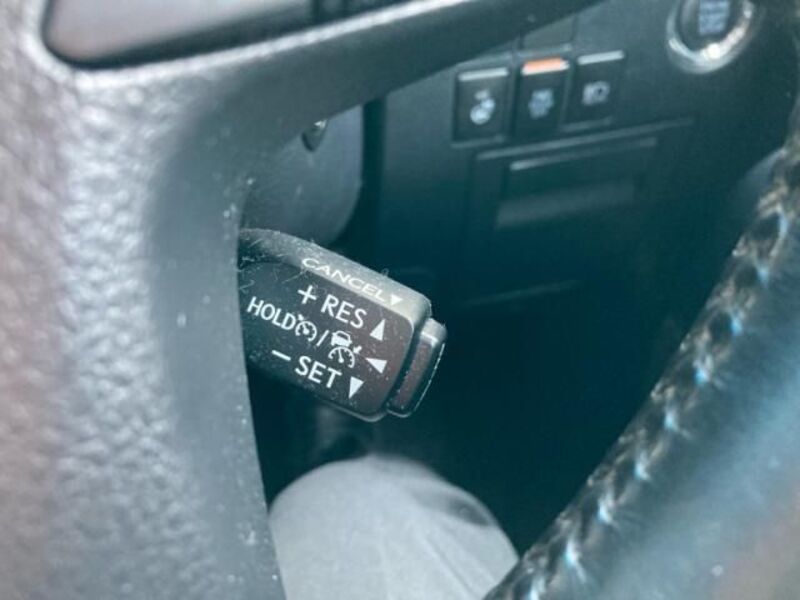 CANCEL▼
+ RES ▲
HOLD /
− SET ▼